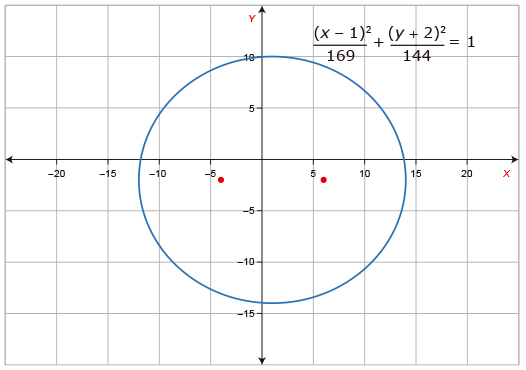 Y
(x – 1)² / 169 + (y + 2)² / 144 = 1
10
5
–20 –15 –10 –5 5 10 15 20 X
–5
–10
–15